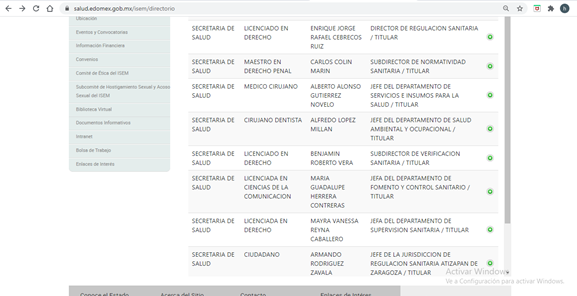 salud.edomex.gob.mx/isem/directorio
Ubicación
Eventos y Convocatorias
Información Financiera
Convenios
Comité de Ética del ISEM
Subcomité de Hostigamiento Sexual y Acoso
Sexual del ISEM
Biblioteca Virtual
Documentos Informativos
Intranet
Bolsa de Trabajo
Enlaces de Interés
SECRETARIA DE SALUD LICENCIADO EN DERECHO ENRIQUE JORGE RAFAEL CEBRECOS RUIZ DIRECTOR DE REGULACION SANITARIA / TITULAR
SECRETARIA DE SALUD MAESTRO EN DERECHO PENAL CARLOS COLIN MARIN SUBDIRECTOR DE NORMATIVIDAD SANITARIA / TITULAR
SECRETARIA DE SALUD MEDICO CIRUJANO ALBERTO ALONSO GUTIERREZ NOVELO JEFE DEL DEPARTAMENTO DE SERVICIOS E INSUMOS PARA LA SALUD / TITULAR
SECRETARIA DE SALUD CIRUJANO DENTISTA ALFREDO LOPEZ MILLAN JEFE DEL DEPARTAMENTO DE SALUD AMBIENTAL Y OCUPACIONAL / TITULAR
SECRETARIA DE SALUD LICENCIADO EN DERECHO BENJAMIN ROBERTO VERA SUBDIRECTOR DE VERIFICACION SANITARIA / TITULAR
SECRETARIA DE SALUD LICENCIADA EN CIENCIAS DE LA COMUNICACION MARIA GUADALUPE HERRERA CONTRERAS JEFA DEL DEPARTAMENTO DE FOMENTO Y CONTROL SANITARIO / TITULAR
SECRETARIA DE SALUD LICENCIADA EN DERECHO MAYRA VANESSA REYNA CABALLERO JEFA DEL DEPARTAMENTO DE SUPERVISION SANITARIA / TITULAR
SECRETARIA DE SALUD CIUDADANO ARMANDO RODRIGUEZ ZAVALA JEFE DE LA JURISDICCION DE REGULACION SANITARIA ATIZAPAN DE ZARAGOZA / TITULAR
Activar Windows
Ve a Configuración para activar Windows.
Conoce el Estado Acerca del Sitio Contacto Enlaces de Interés